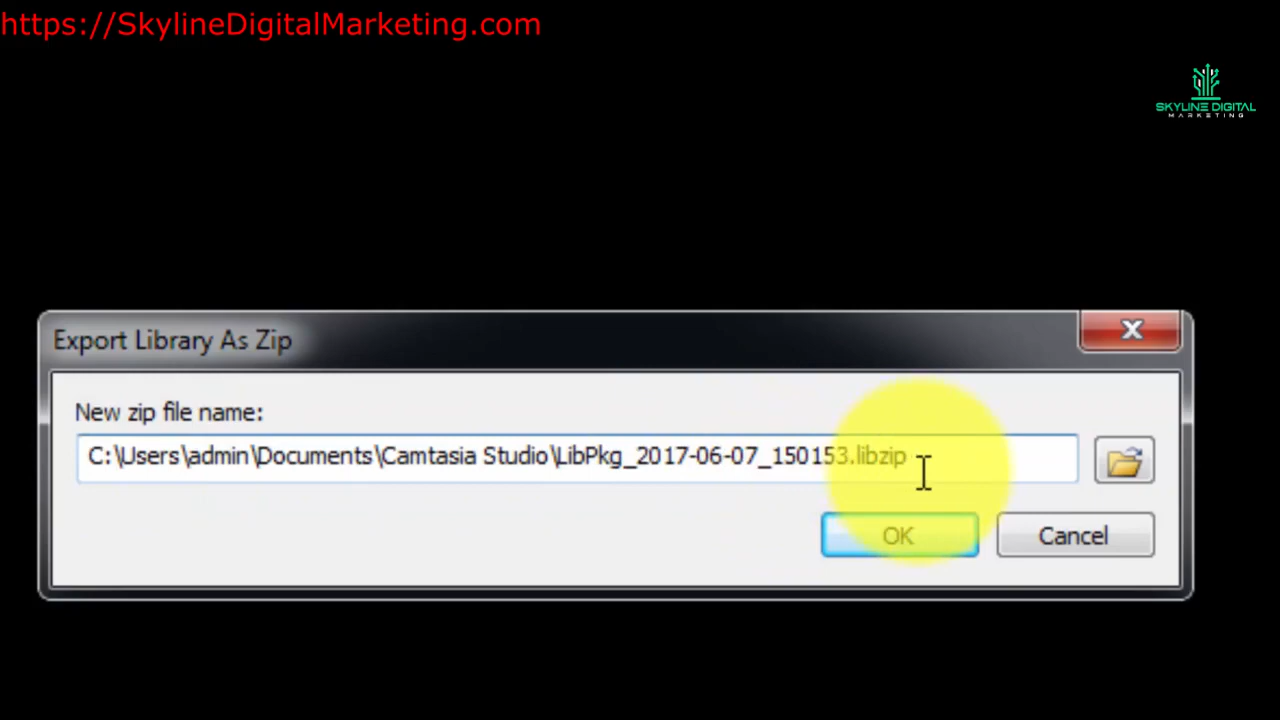 https://SkylineDigitalMarketing.com
SKYLINE DIGITAL
MARKETING
Export Library As Zip
New zip file name:
C:\Users\admin\Documents\Camtasia Studio\LibPkg_2017-06-07_150153.libzip
OK
Cancel